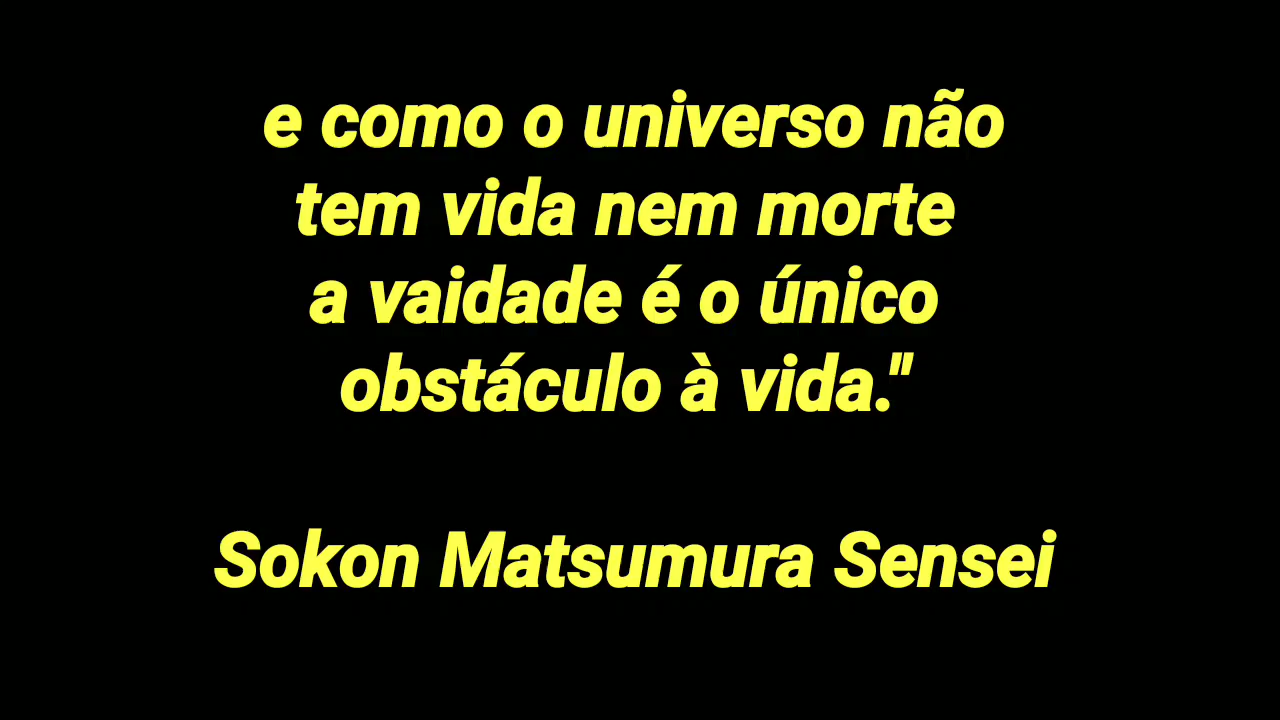 e como o universo não
tem vida nem morte
a vaidade é o único
obstáculo à vida."
Sokon Matsumura Sensei